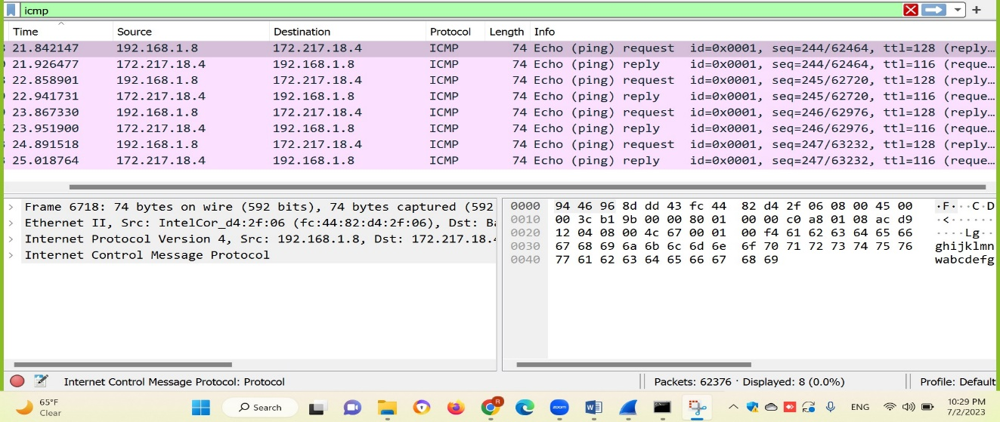 icmp
Time Source Destination Protocol Length Info
21.842147 192.168.1.8 172.217.18.4 ICMP 74 Echo (ping) request id=0x0001, seq=244/62464, ttl=128 (reply…
21.926477 172.217.18.4 192.168.1.8 ICMP 74 Echo (ping) reply id=0x0001, seq=244/62464, ttl=116 (reque…
22.858901 192.168.1.8 172.217.18.4 ICMP 74 Echo (ping) request id=0x0001, seq=245/62720, ttl=128 (reply…
22.941731 172.217.18.4 192.168.1.8 ICMP 74 Echo (ping) reply id=0x0001, seq=245/62720, ttl=116 (reque…
23.867330 192.168.1.8 172.217.18.4 ICMP 74 Echo (ping) request id=0x0001, seq=246/62976, ttl=128 (reply…
23.951900 172.217.18.4 192.168.1.8 ICMP 74 Echo (ping) reply id=0x0001, seq=246/62976, ttl=116 (reque…
24.891518 192.168.1.8 172.217.18.4 ICMP 74 Echo (ping) request id=0x0001, seq=247/63232, ttl=128 (reply…
25.018764 172.217.18.4 192.168.1.8 ICMP 74 Echo (ping) reply id=0x0001, seq=247/63232, ttl=116 (reque…
Frame 6718: 74 bytes on wire (592 bits), 74 bytes captured (592
Ethernet II, Src: IntelCor_d4:2f:06 (fc:44:82:d4:2f:06), Dst: Ba
Internet Protocol Version 4, Src: 192.168.1.8, Dst: 172.217.18.4
Internet Control Message Protocol
0000 94 46 96 8d dd 43 fc 44 82 d4 2f 06 08 00 45 00 ·F···C·D
0010 00 3c b1 9b 00 00 80 01 00 00 c0 a8 01 08 ac d9 ·<······
0020 12 04 08 00 4c 67 00 01 00 f4 61 62 63 64 65 66 ····Lg··
0030 67 68 69 6a 6b 6c 6d 6e 6f 70 71 72 73 74 75 76 ghijklmn
0040 77 61 62 63 64 65 66 67 68 69 wabcdefg
Internet Control Message Protocol: Protocol
Packets: 62376 · Displayed: 8 (0.0%)
Profile: Default
65°F
Clear
Search
R
zoom
W
ENG
10:29 PM
7/2/2023